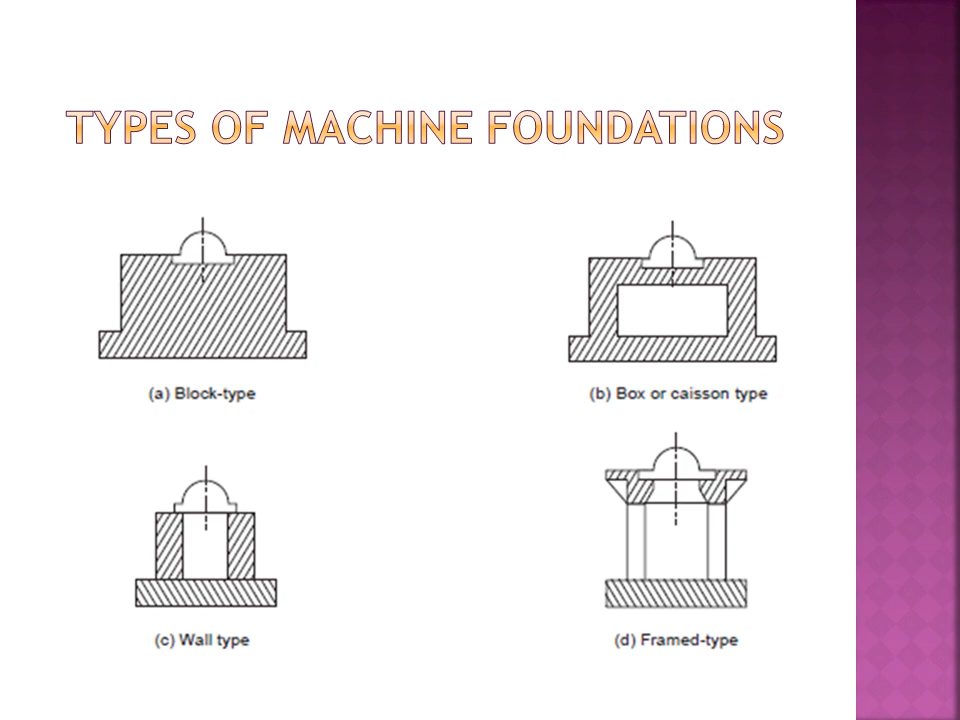 TYPES OF MACHINE FOUNDATIONS
(a) Block-type
(b) Box or caisson type
(c) Wall type
(d) Framed-type